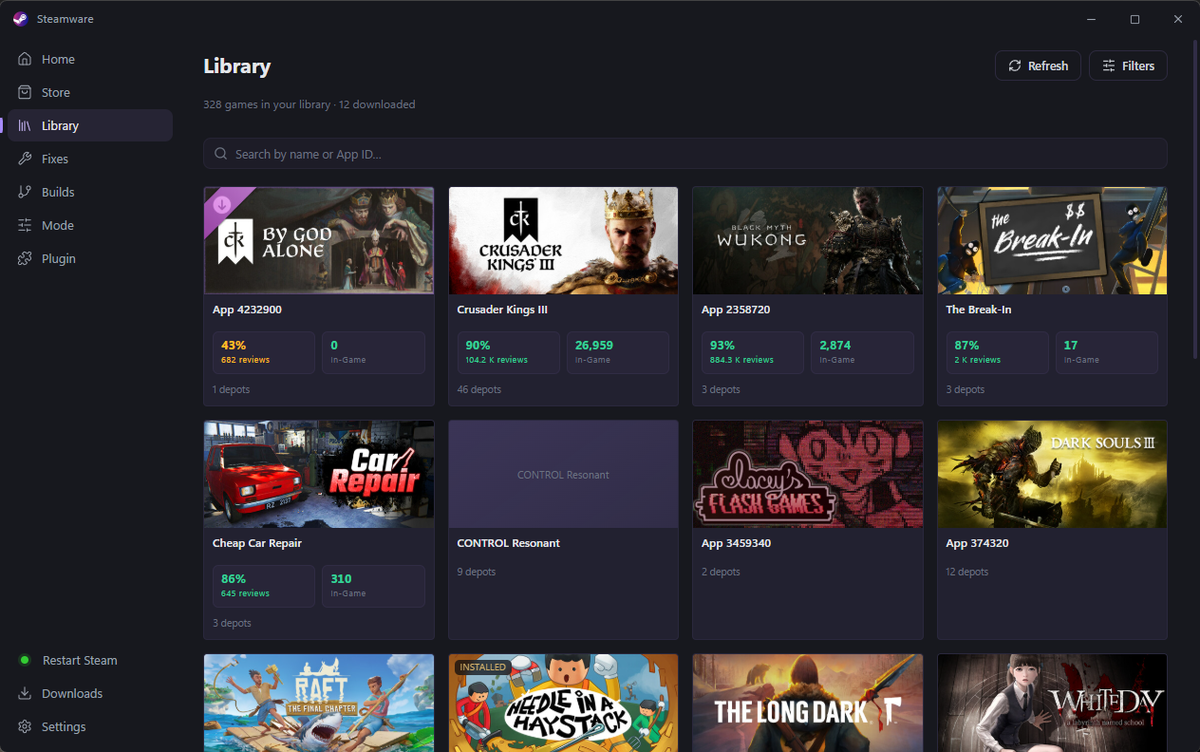 Steamware
Home
Store
Library
Fixes
Builds
Mode
Plugin
Restart Steam
Downloads
Settings
Library
Refresh
Filters
328 games in your library · 12 downloaded
Search by name or App ID...
BY GOD
ALONE
CRUSADER
KINGS III
BLACK MYTH
WUKONG
the
$$
Break-In
App 4232900
Crusader Kings III
App 2358720
The Break-In
43%
682 reviews
0
In-Game
90%
104.2 K reviews
26,959
In-Game
93%
884.3 K reviews
2,874
In-Game
87%
2 K reviews
17
In-Game
1 depots
46 depots
3 depots
3 depots
Car
Repair
CONTROL Resonant
Lacey's
FLASH GAMES
DARK SOULS III
Cheap Car Repair
CONTROL Resonant
App 3459340
App 374320
86%
645 reviews
310
In-Game
3 depots
9 depots
2 depots
12 depots
RAFT
THE FINAL CHAPTER
INSTALLED
NEEDLE IN A
HAYSTACK
THE LONG DARK
WHITEDAY
a labyrinth named school